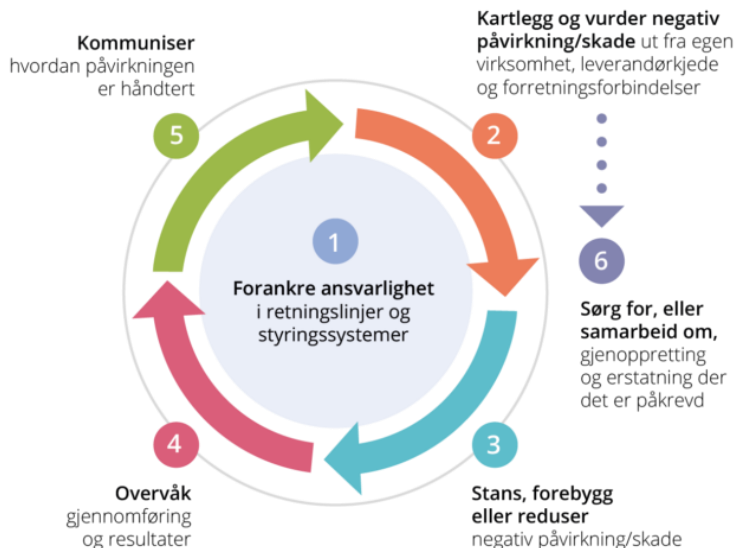 1
Forankre ansvarlighet
i retningslinjer og
styringssystemer
2
Kartlegg og vurder negativ
påvirkning/skade ut fra egen
virksomhet, leverandørkjede
og forretningsforbindelser
3
Stans, forebygg
eller reduser
negativ påvirkning/skade
4
Overvåk
gjennomføring
og resultater
5
Kommuniser
hvordan påvirkningen
er håndtert
6
Sørg for, eller
samarbeid om,
gjenoppretting
og erstatning der
det er påkrevd